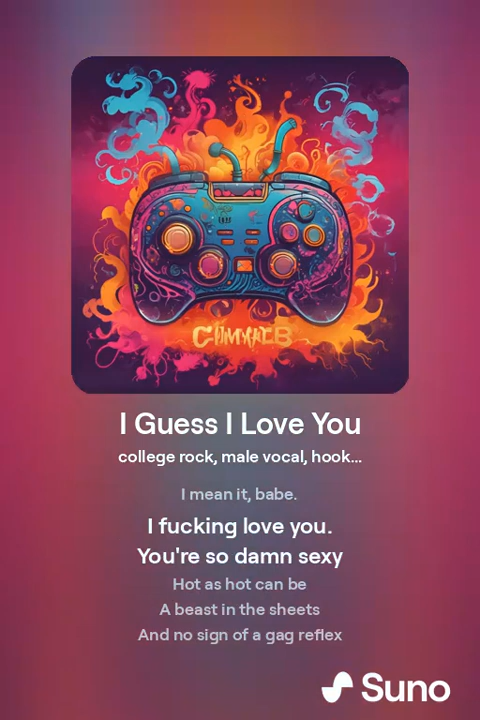 I Guess I Love You
college rock, male vocal, hook...
I mean it, babe.
I fucking love you.
You're so damn sexy
Hot as hot can be
A beast in the sheets
And no sign of a gag reflex
Suno